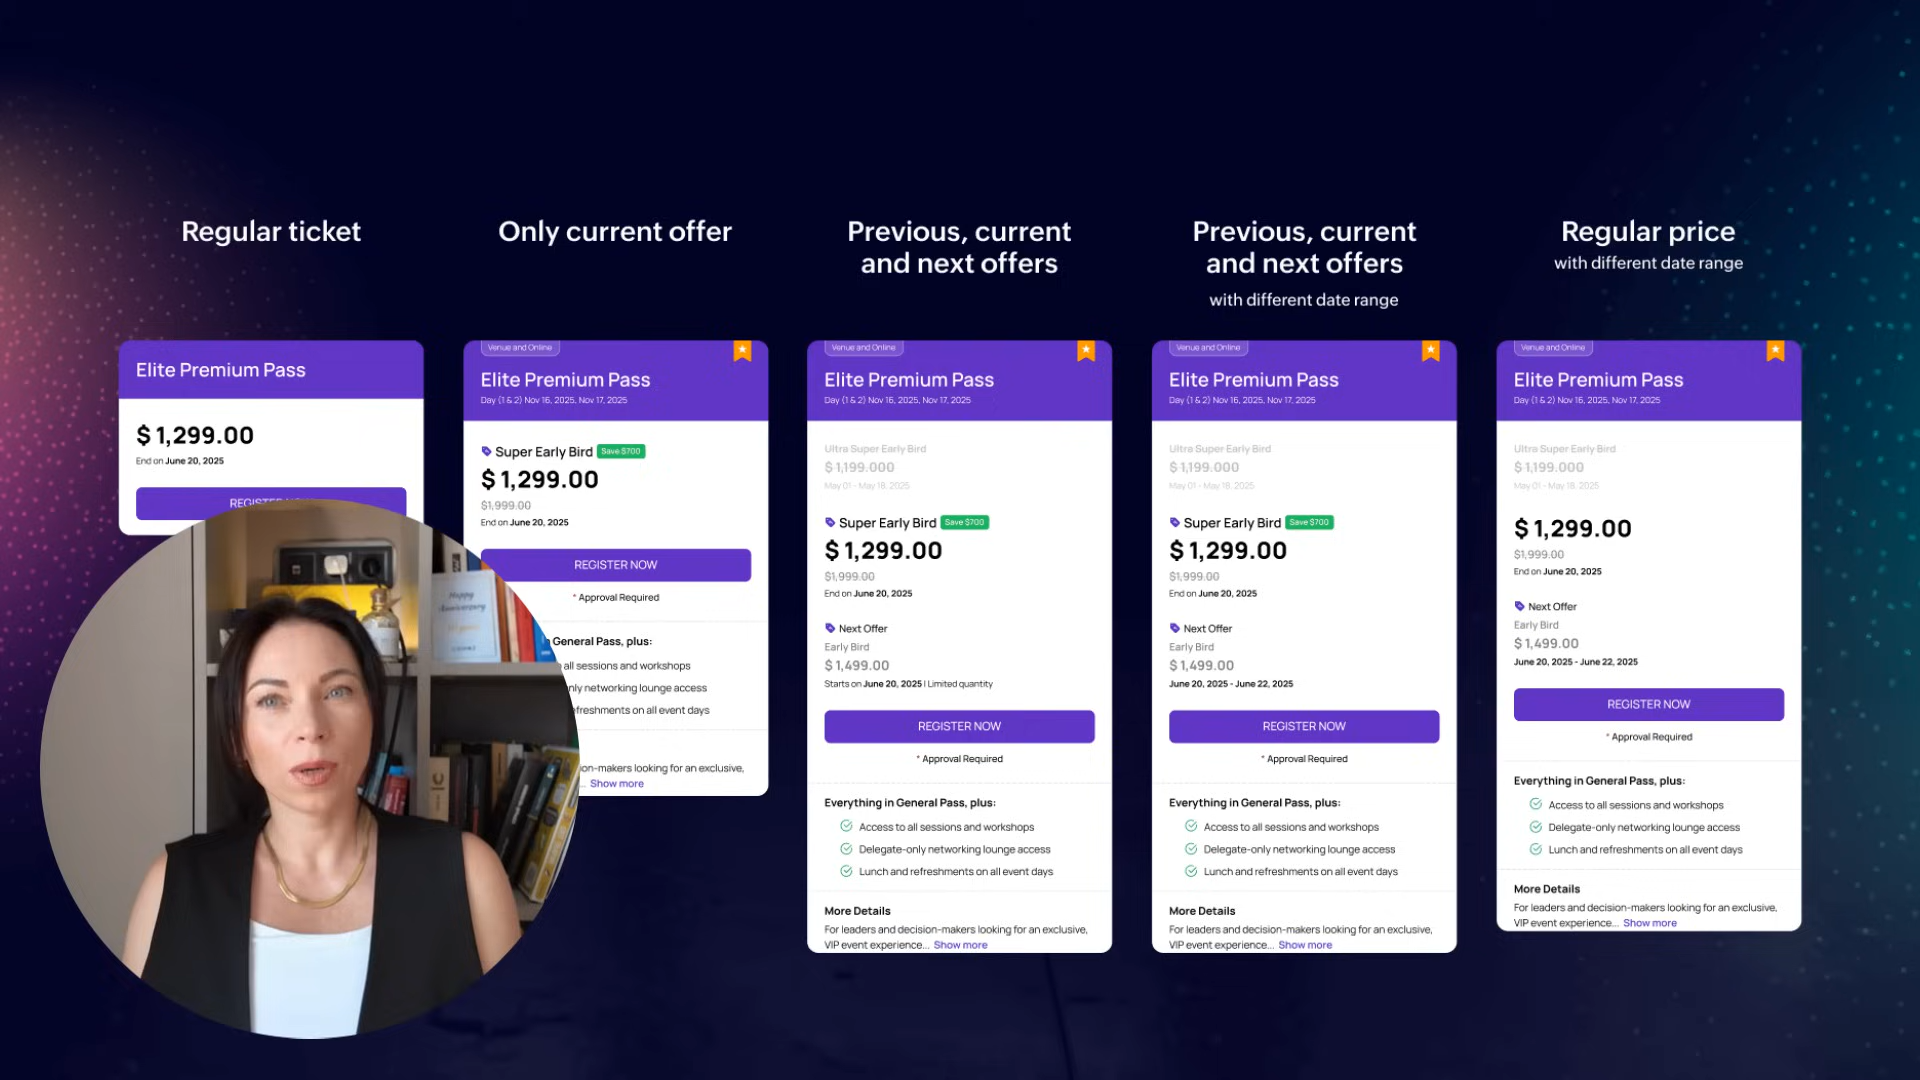 Regular ticket
Elite Premium Pass
$ 1,299.00
End on June 20, 2025
REGISTER
Only current offer
Venue and Online
Elite Premium Pass
Day (1 & 2) Nov 16, 2025, Nov 17, 2025
Super Early Bird Save $700
$ 1,299.00
$1,999.00
End on June 20, 2025
REGISTER NOW
* Approval Required
General Pass, plus:
all sessions and workshops
networking lounge access
refreshments on all event days
-makers looking for an exclusive,
... Show more
Previous, current
and next offers
Venue and Online
Elite Premium Pass
Day (1 & 2) Nov 16, 2025, Nov 17, 2025
Ultra Super Early Bird
$ 1,199.000
May 01 - May 18, 2025
Super Early Bird Save $700
$ 1,299.00
$1,999.00
End on June 20, 2025
Next Offer
Early Bird
$ 1,499.00
Starts on June 20, 2025 | Limited quantity
REGISTER NOW
* Approval Required
Everything in General Pass, plus:
Access to all sessions and workshops
Delegate-only networking lounge access
Lunch and refreshments on all event days
More Details
For leaders and decision-makers looking for an exclusive,
VIP event experience... Show more
Previous, current
and next offers
with different date range
Venue and Online
Elite Premium Pass
Day (1 & 2) Nov 16, 2025, Nov 17, 2025
Ultra Super Early Bird
$ 1,199.000
May 01 - May 18, 2025
Super Early Bird Save $700
$ 1,299.00
$1,999.00
End on June 20, 2025
Next Offer
Early Bird
$ 1,499.00
June 20, 2025 - June 22, 2025
REGISTER NOW
* Approval Required
Everything in General Pass, plus:
Access to all sessions and workshops
Delegate-only networking lounge access
Lunch and refreshments on all event days
More Details
For leaders and decision-makers looking for an exclusive,
VIP event experience... Show more
Regular price
with different date range
Venue and Online
Elite Premium Pass
Day (1 & 2) Nov 16, 2025, Nov 17, 2025
Ultra Super Early Bird
$ 1,199.000
May 01 - May 18, 2025
$ 1,299.00
$1,999.00
End on June 20, 2025
Next Offer
Early Bird
$ 1,499.00
June 20, 2025 - June 22, 2025
REGISTER NOW
* Approval Required
Everything in General Pass, plus:
Access to all sessions and workshops
Delegate-only networking lounge access
Lunch and refreshments on all event days
More Details
For leaders and decision-makers looking for an exclusive,
VIP event experience... Show more
Happy
Anniversary